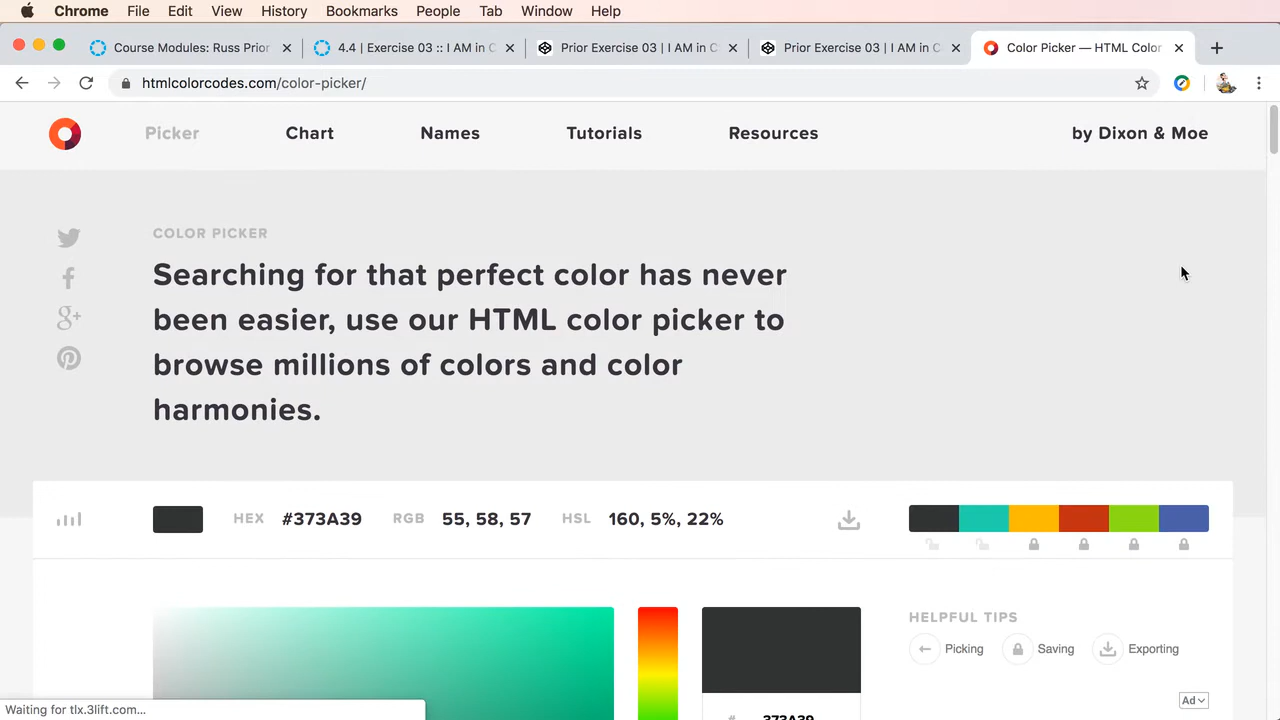 Chrome File Edit View History Bookmarks People Tab Window Help
Course Modules: Russ Prior 4.4 | Exercise 03 :: I AM in C Prior Exercise 03 | I AM in C Prior Exercise 03 | I AM in C Color Picker — HTML Color
htmlcolorcodes.com/color-picker/
Picker Chart Names Tutorials Resources by Dixon & Moe
COLOR PICKER
Searching for that perfect color has never
been easier, use our HTML color picker to
browse millions of colors and color
harmonies.
HEX #373A39 RGB 55, 58, 57 HSL 160, 5%, 22%
HELPFUL TIPS
Picking Saving Exporting
Ad
Waiting for tlx.3lift.com...
# 373A39